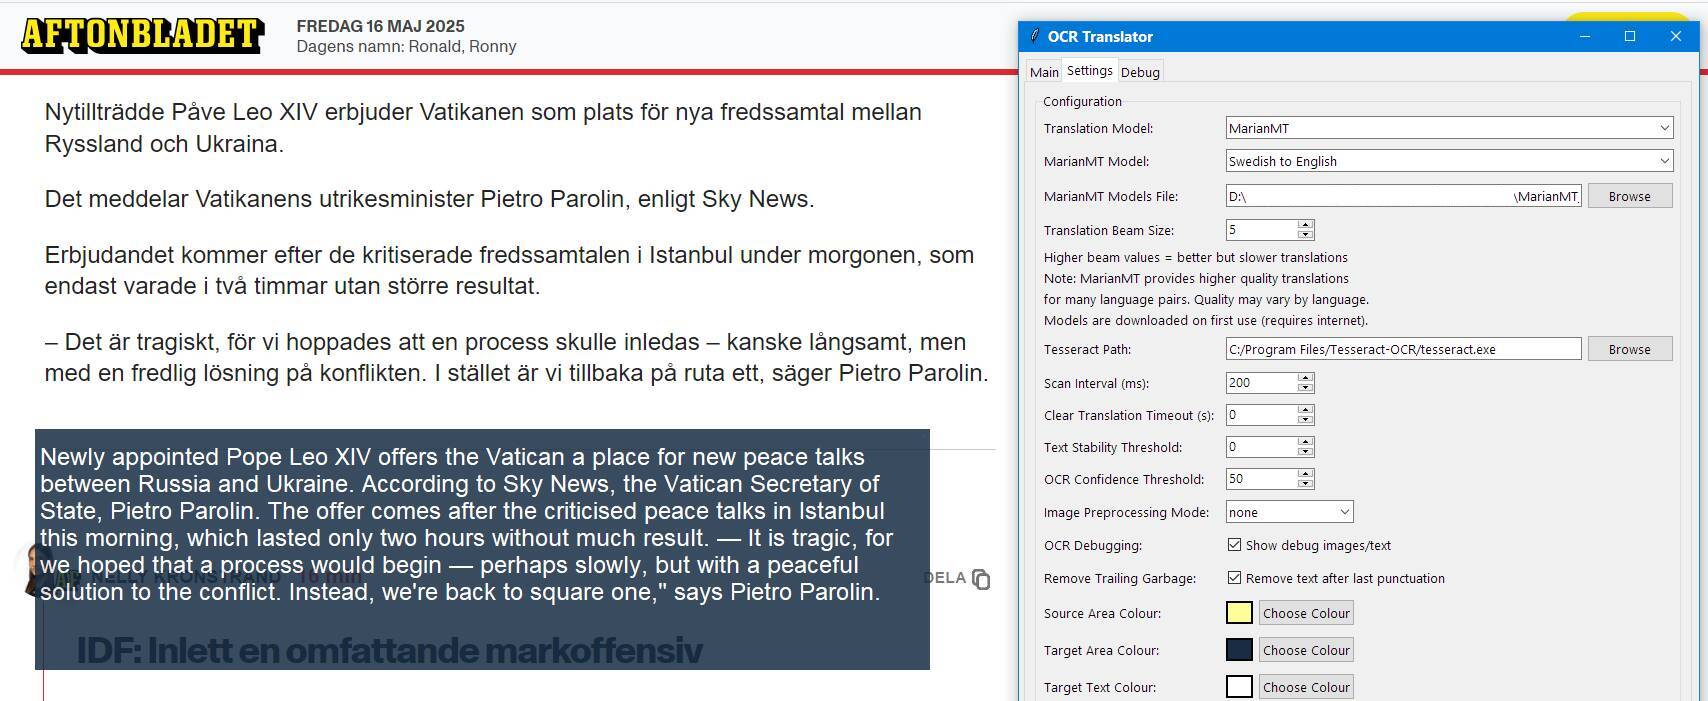 AFTONBLADET
FREDAG 16 MAJ 2025
Dagens namn: Ronald, Ronny
Nytillträdde Påve Leo XIV erbjuder Vatikanen som plats för nya fredssamtal mellan
Ryssland och Ukraina.
Det meddelar Vatikanens utrikesminister Pietro Parolin, enligt Sky News.
Erbjudandet kommer efter de kritiserade fredssamtalen i Istanbul under morgonen, som
endast varade i två timmar utan större resultat.
– Det är tragiskt, för vi hoppades att en process skulle inledas – kanske långsamt, men
med en fredlig lösning på konflikten. I stället är vi tillbaka på ruta ett, säger Pietro Parolin.
Newly appointed Pope Leo XIV offers the Vatican a place for new peace talks
between Russia and Ukraine. According to Sky News, the Vatican Secretary of
State, Pietro Parolin. The offer comes after the criticised peace talks in Istanbul
this morning, which lasted only two hours without much result. — It is tragic, for
we hoped that a process would begin — perhaps slowly, but with a peaceful
solution to the conflict. Instead, we're back to square one," says Pietro Parolin.
NELLY KRONSTRAND 16 min
DELA
IDF: Inlett en omfattande markoffensiv
OCR Translator
Main Settings Debug
Configuration
Translation Model: MarianMT
MarianMT Model: Swedish to English
MarianMT Models File: D:\ \MarianMT_ Browse
Translation Beam Size: 5
Higher beam values = better but slower translations
Note: MarianMT provides higher quality translations
for many language pairs. Quality may vary by language.
Models are downloaded on first use (requires internet).
Tesseract Path: C:/Program Files/Tesseract-OCR/tesseract.exe Browse
Scan Interval (ms): 200
Clear Translation Timeout (s): 0
Text Stability Threshold: 0
OCR Confidence Threshold: 50
Image Preprocessing Mode: none
OCR Debugging: Show debug images/text
Remove Trailing Garbage: Remove text after last punctuation
Source Area Colour: Choose Colour
Target Area Colour: Choose Colour
Target Text Colour: Choose Colour